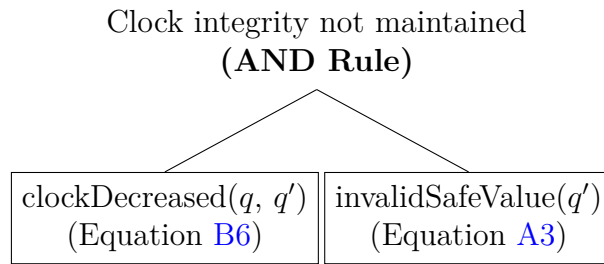 Clock integrity not maintained
(AND Rule)
clockDecreased(q, q′)
(Equation B6)
invalidSafeValue(q′)
(Equation A3)